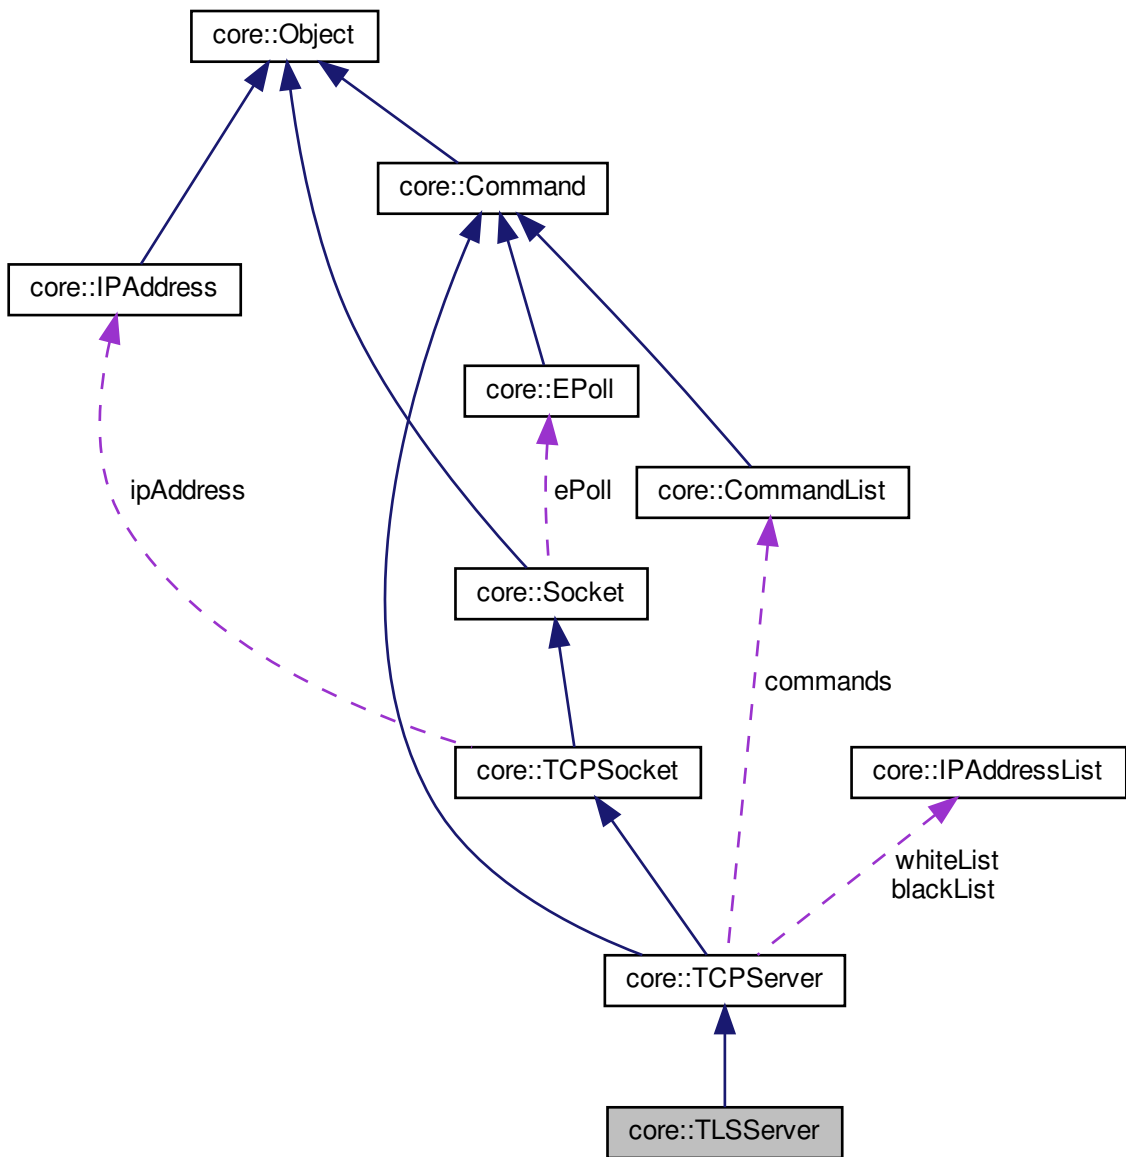 core::Object
core::Command
core::IPAddress
core::EPoll
core::CommandList
ipAddress
ePoll
core::Socket
commands
core::TCPSocket
core::IPAddressList
whiteList
blackList
core::TCPServer
core::TLSServer